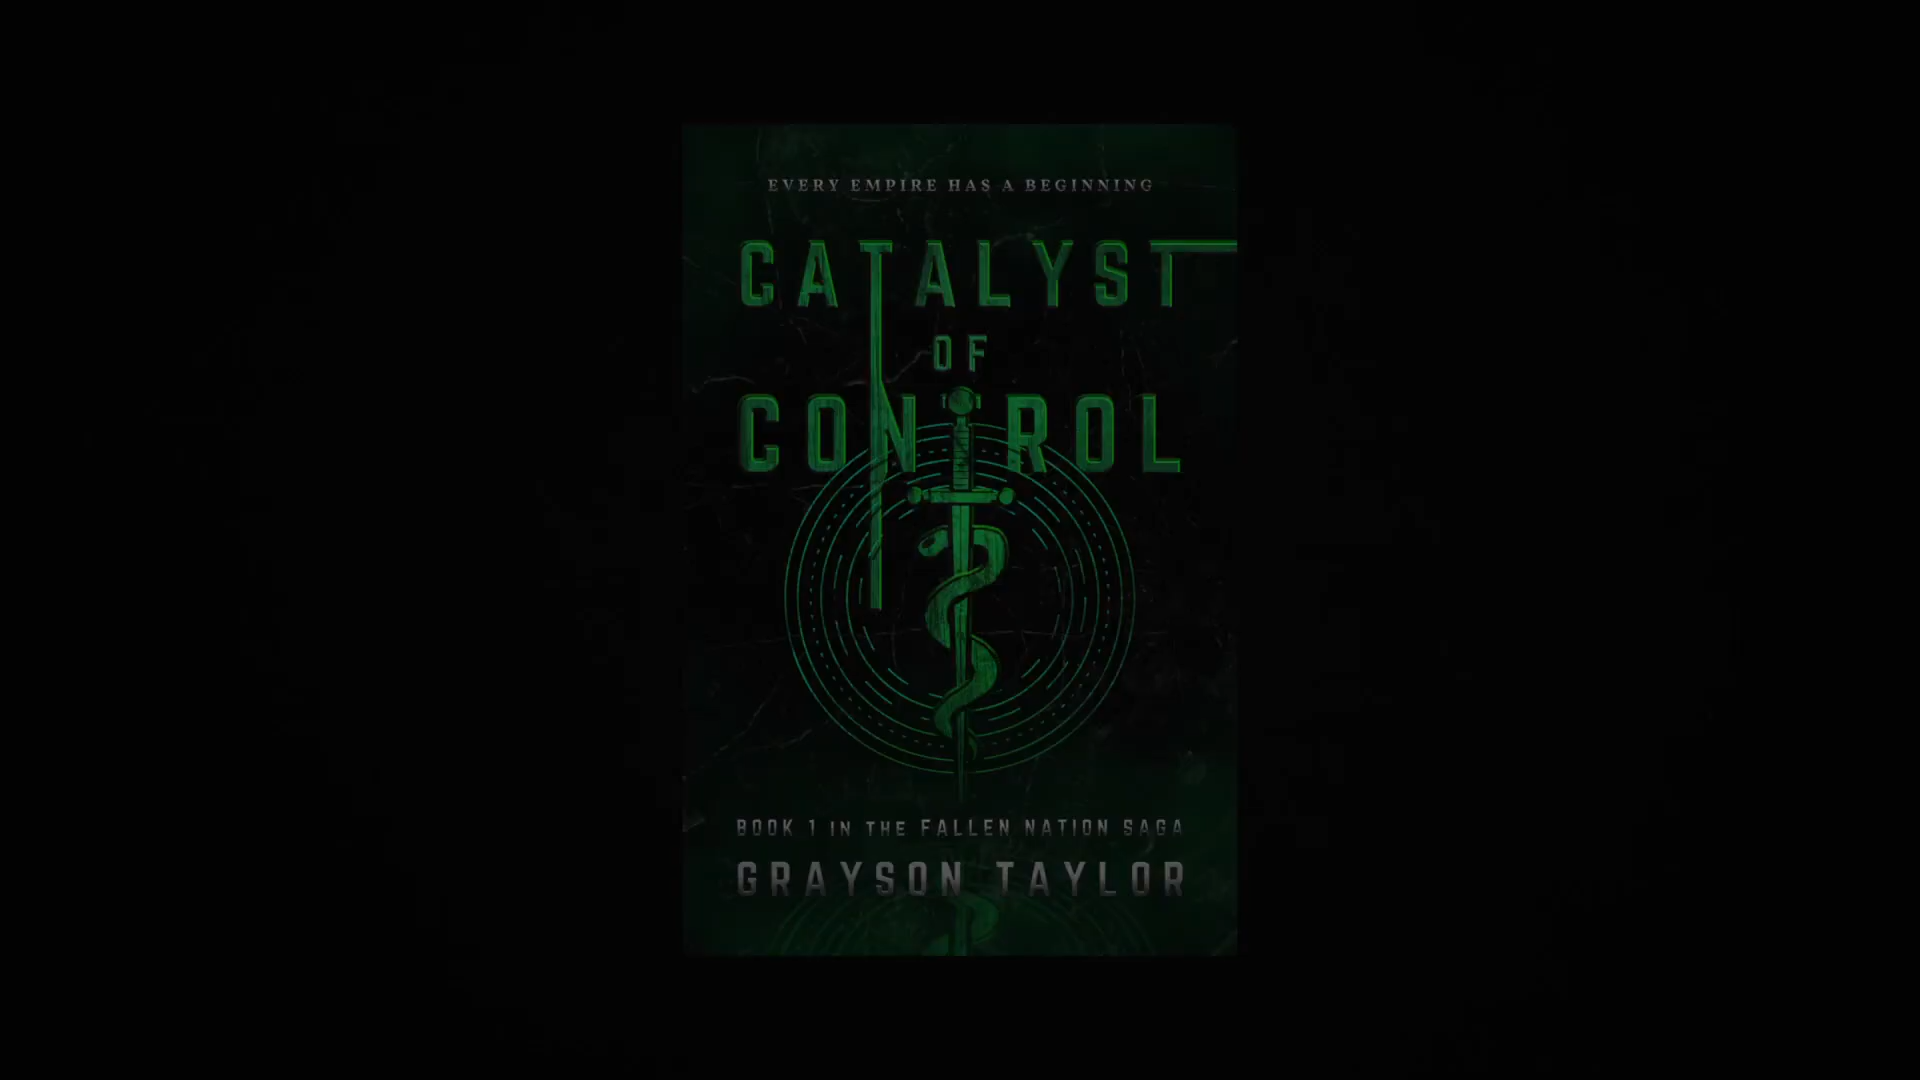 EVERY EMPIRE HAS A BEGINNING
CATALYST
OF
CONTROL
BOOK 1 IN THE FALLEN NATION SAGA
GRAYSON TAYLOR